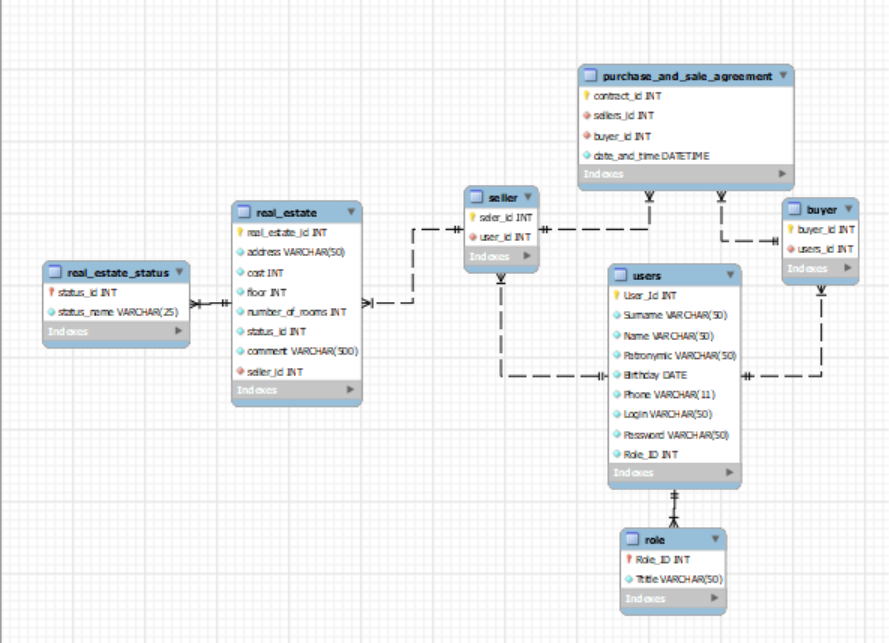 purchase_and_sale_agreement
contract_id INT
sellers_id INT
buyer_id INT
date_and_time DATETIME
Indexes
seller
seler_id INT
user_id INT
Indexes
buyer
buyer_id INT
users_id INT
Indexes
real_estate
real_estate_id INT
address VARCHAR(50)
cost INT
floor INT
number_of_rooms INT
status_id INT
comment VARCHAR(500)
seller_id INT
Indexes
real_estate_status
status_id INT
status_name VARCHAR(25)
Indexes
users
User_Id INT
Surname VARCHAR(50)
Name VARCHAR(50)
Patronymic VARCHAR(50)
Birthday DATE
Phone VARCHAR(11)
Login VARCHAR(50)
Password VARCHAR(50)
Role_ID INT
Indexes
role
Role_ID INT
Ttitle VARCHAR(50)
Indexes